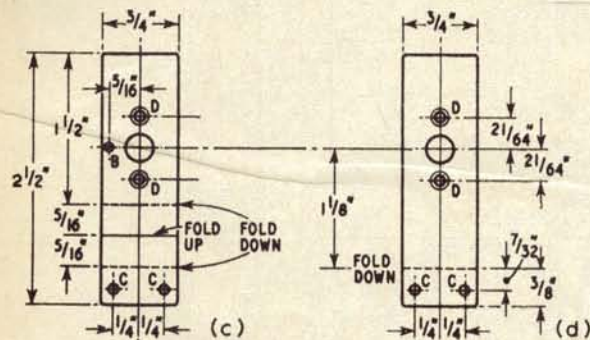 3/4"
5/16"
D
1 1/2"
B
2 1/2"
D
5/16"
FOLD UP
FOLD DOWN
5/16"
C C
1/4" 1/4"
(c)
3/4"
D
21/64"
21/64"
D
1 1/8"
7/32"
FOLD DOWN
C C
3/8"
1/4" 1/4"
(d)